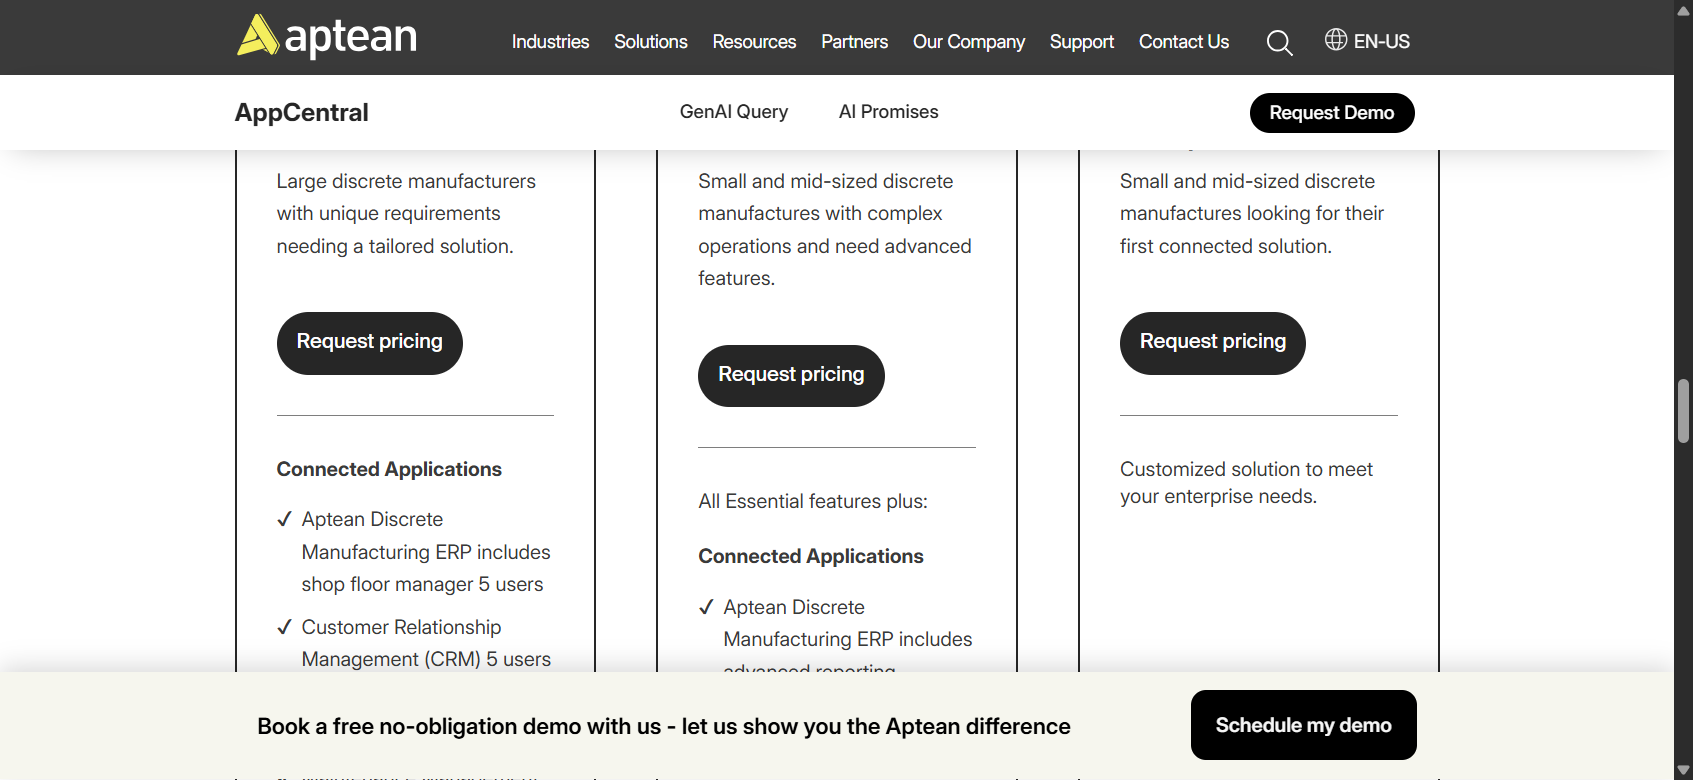 aptean
Industries
Solutions
Resources
Partners
Our Company
Support
Contact Us
EN-US
AppCentral
GenAI Query
AI Promises
Request Demo
Large discrete manufacturers
with unique requirements
needing a tailored solution.
Request pricing
Connected Applications
✓ Aptean Discrete
Manufacturing ERP includes
shop floor manager 5 users
✓ Customer Relationship
Management (CRM) 5 users
Small and mid-sized discrete
manufactures with complex
operations and need advanced
features.
Request pricing
All Essential features plus:
Connected Applications
✓ Aptean Discrete
Manufacturing ERP includes
advanced reporting
Small and mid-sized discrete
manufactures looking for their
first connected solution.
Request pricing
Customized solution to meet
your enterprise needs.
Book a free no-obligation demo with us - let us show you the Aptean difference
Schedule my demo